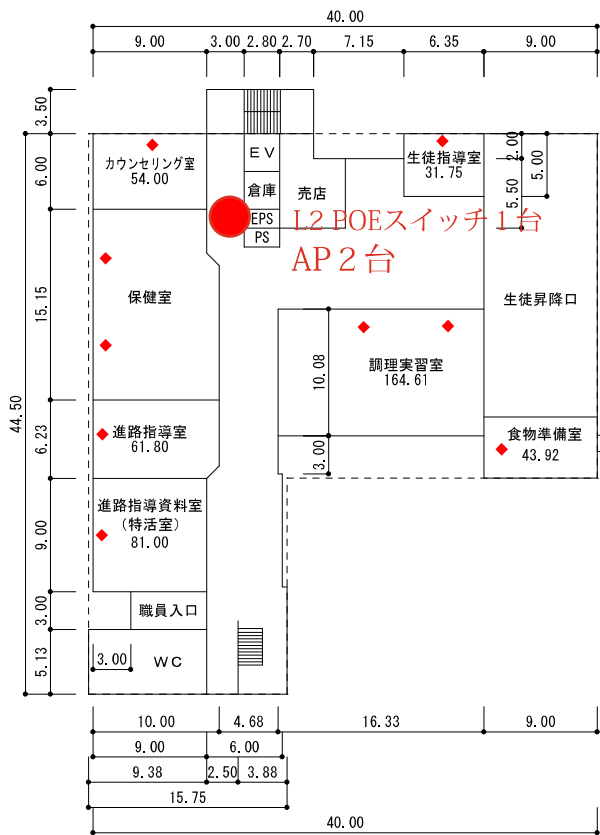 40.00
9.00 3.00 2.80 2.70 7.15 6.35 9.00
3.50
6.00
15.15
44.50
6.23
9.00
3.00
5.13
カウンセリング室
54.00
EV
倉庫
EPS
PS
売店
生徒指導室
31.75
2.00
5.00
5.50
L2 POEスイッチ1台
AP2台
保健室
生徒昇降口
10.08
調理実習室
164.61
3.00
食物準備室
43.92
進路指導室
61.80
進路指導資料室
(特活室)
81.00
職員入口
3.00
WC
10.00 4.68 16.33 9.00
9.00 6.00
9.38 2.50 3.88
15.75
40.00